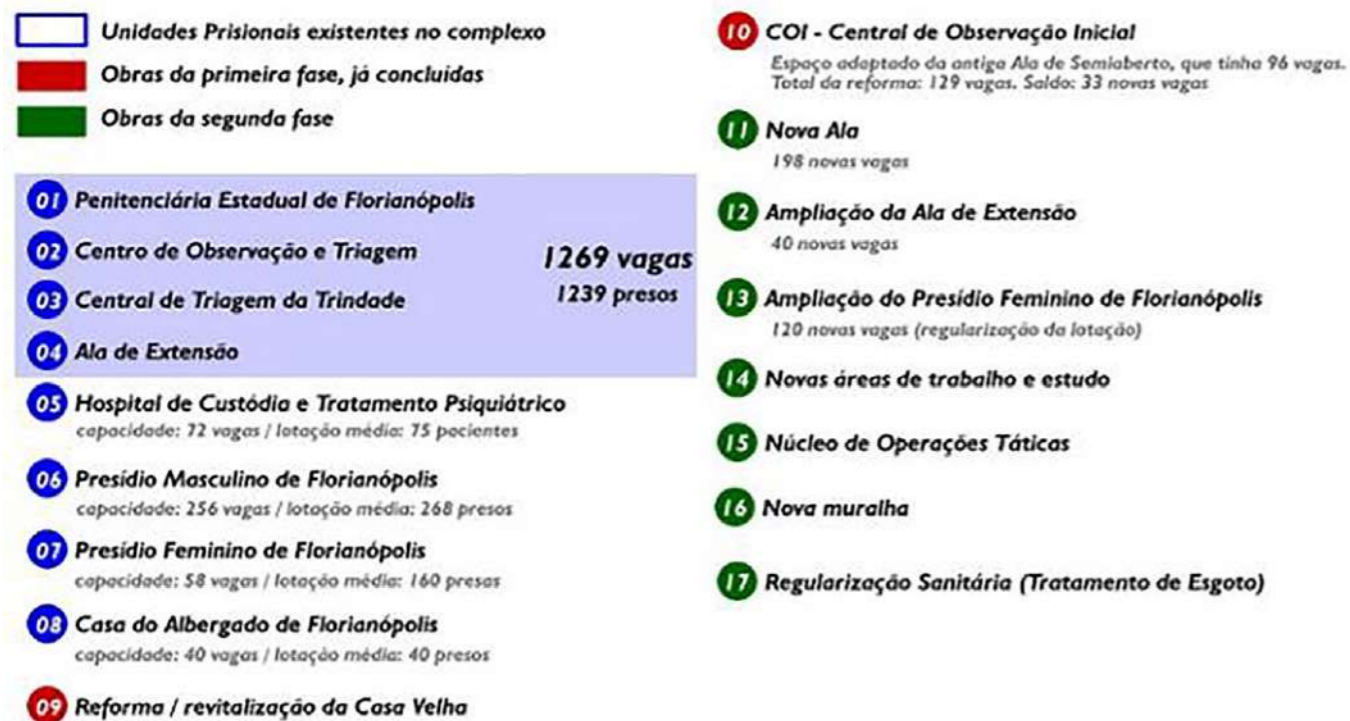 Unidades Prisionais existentes no complexo
Obras da primeira fase, já concluídas
Obras da segunda fase
01 Penitenciária Estadual de Florianópolis
02 Centro de Observação e Triagem
1269 vagas
03 Central de Triagem da Trindade
1239 presos
04 Ala de Extensão
05 Hospital de Custódia e Tratamento Psiquiátrico
capacidade: 72 vagas / lotação média: 75 pacientes
06 Presídio Masculino de Florianópolis
capacidade: 256 vagas / lotação média: 268 presos
07 Presídio Feminino de Florianópolis
capacidade: 58 vagas / lotação média: 160 presas
08 Casa do Albergado de Florianópolis
capacidade: 40 vagas / lotação média: 40 presos
09 Reforma / revitalização da Casa Velha
10 COI - Central de Observação Inicial
Espaço adaptado da antiga Ala de Semiaberto, que tinha 96 vagas.
Total da reforma: 129 vagas. Saldo: 33 novas vagas
11 Nova Ala
198 novas vagas
12 Ampliação da Ala de Extensão
40 novas vagas
13 Ampliação do Presídio Feminino de Florianópolis
120 novas vagas (regularização da lotação)
14 Novas áreas de trabalho e estudo
15 Núcleo de Operações Táticas
16 Nova muralha
17 Regularização Sanitária (Tratamento de Esgoto)